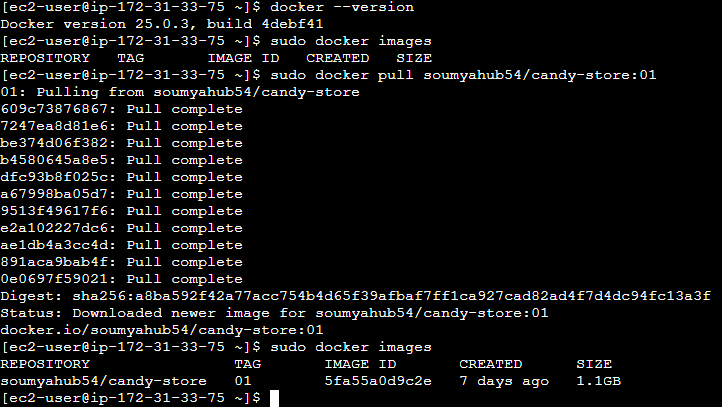 [ec2-user@ip-172-31-33-75 ~]$ docker --version
Docker version 25.0.3, build 4debf41
[ec2-user@ip-172-31-33-75 ~]$ sudo docker images
REPOSITORY   TAG       IMAGE ID   CREATED   SIZE
[ec2-user@ip-172-31-33-75 ~]$ sudo docker pull soumyahub54/candy-store:01
01: Pulling from soumyahub54/candy-store
609c73876867: Pull complete
7247ea8d81e6: Pull complete
be374d06f382: Pull complete
b4580645a8e5: Pull complete
dfc93b8f025c: Pull complete
a67998ba05d7: Pull complete
9513f49617f6: Pull complete
e2a102227dc6: Pull complete
ae1db4a3cc4d: Pull complete
891aca9bab4f: Pull complete
0e0697f59021: Pull complete
Digest: sha256:a8ba592f42a77acc754b4d65f39afbaf7ff1ca927cad82ad4f7d4dc94fc13a3f
Status: Downloaded newer image for soumyahub54/candy-store:01
docker.io/soumyahub54/candy-store:01
[ec2-user@ip-172-31-33-75 ~]$ sudo docker images
REPOSITORY                TAG       IMAGE ID       CREATED      SIZE
soumyahub54/candy-store   01        5fa55a0d9c2e   7 days ago   1.1GB
[ec2-user@ip-172-31-33-75 ~]$